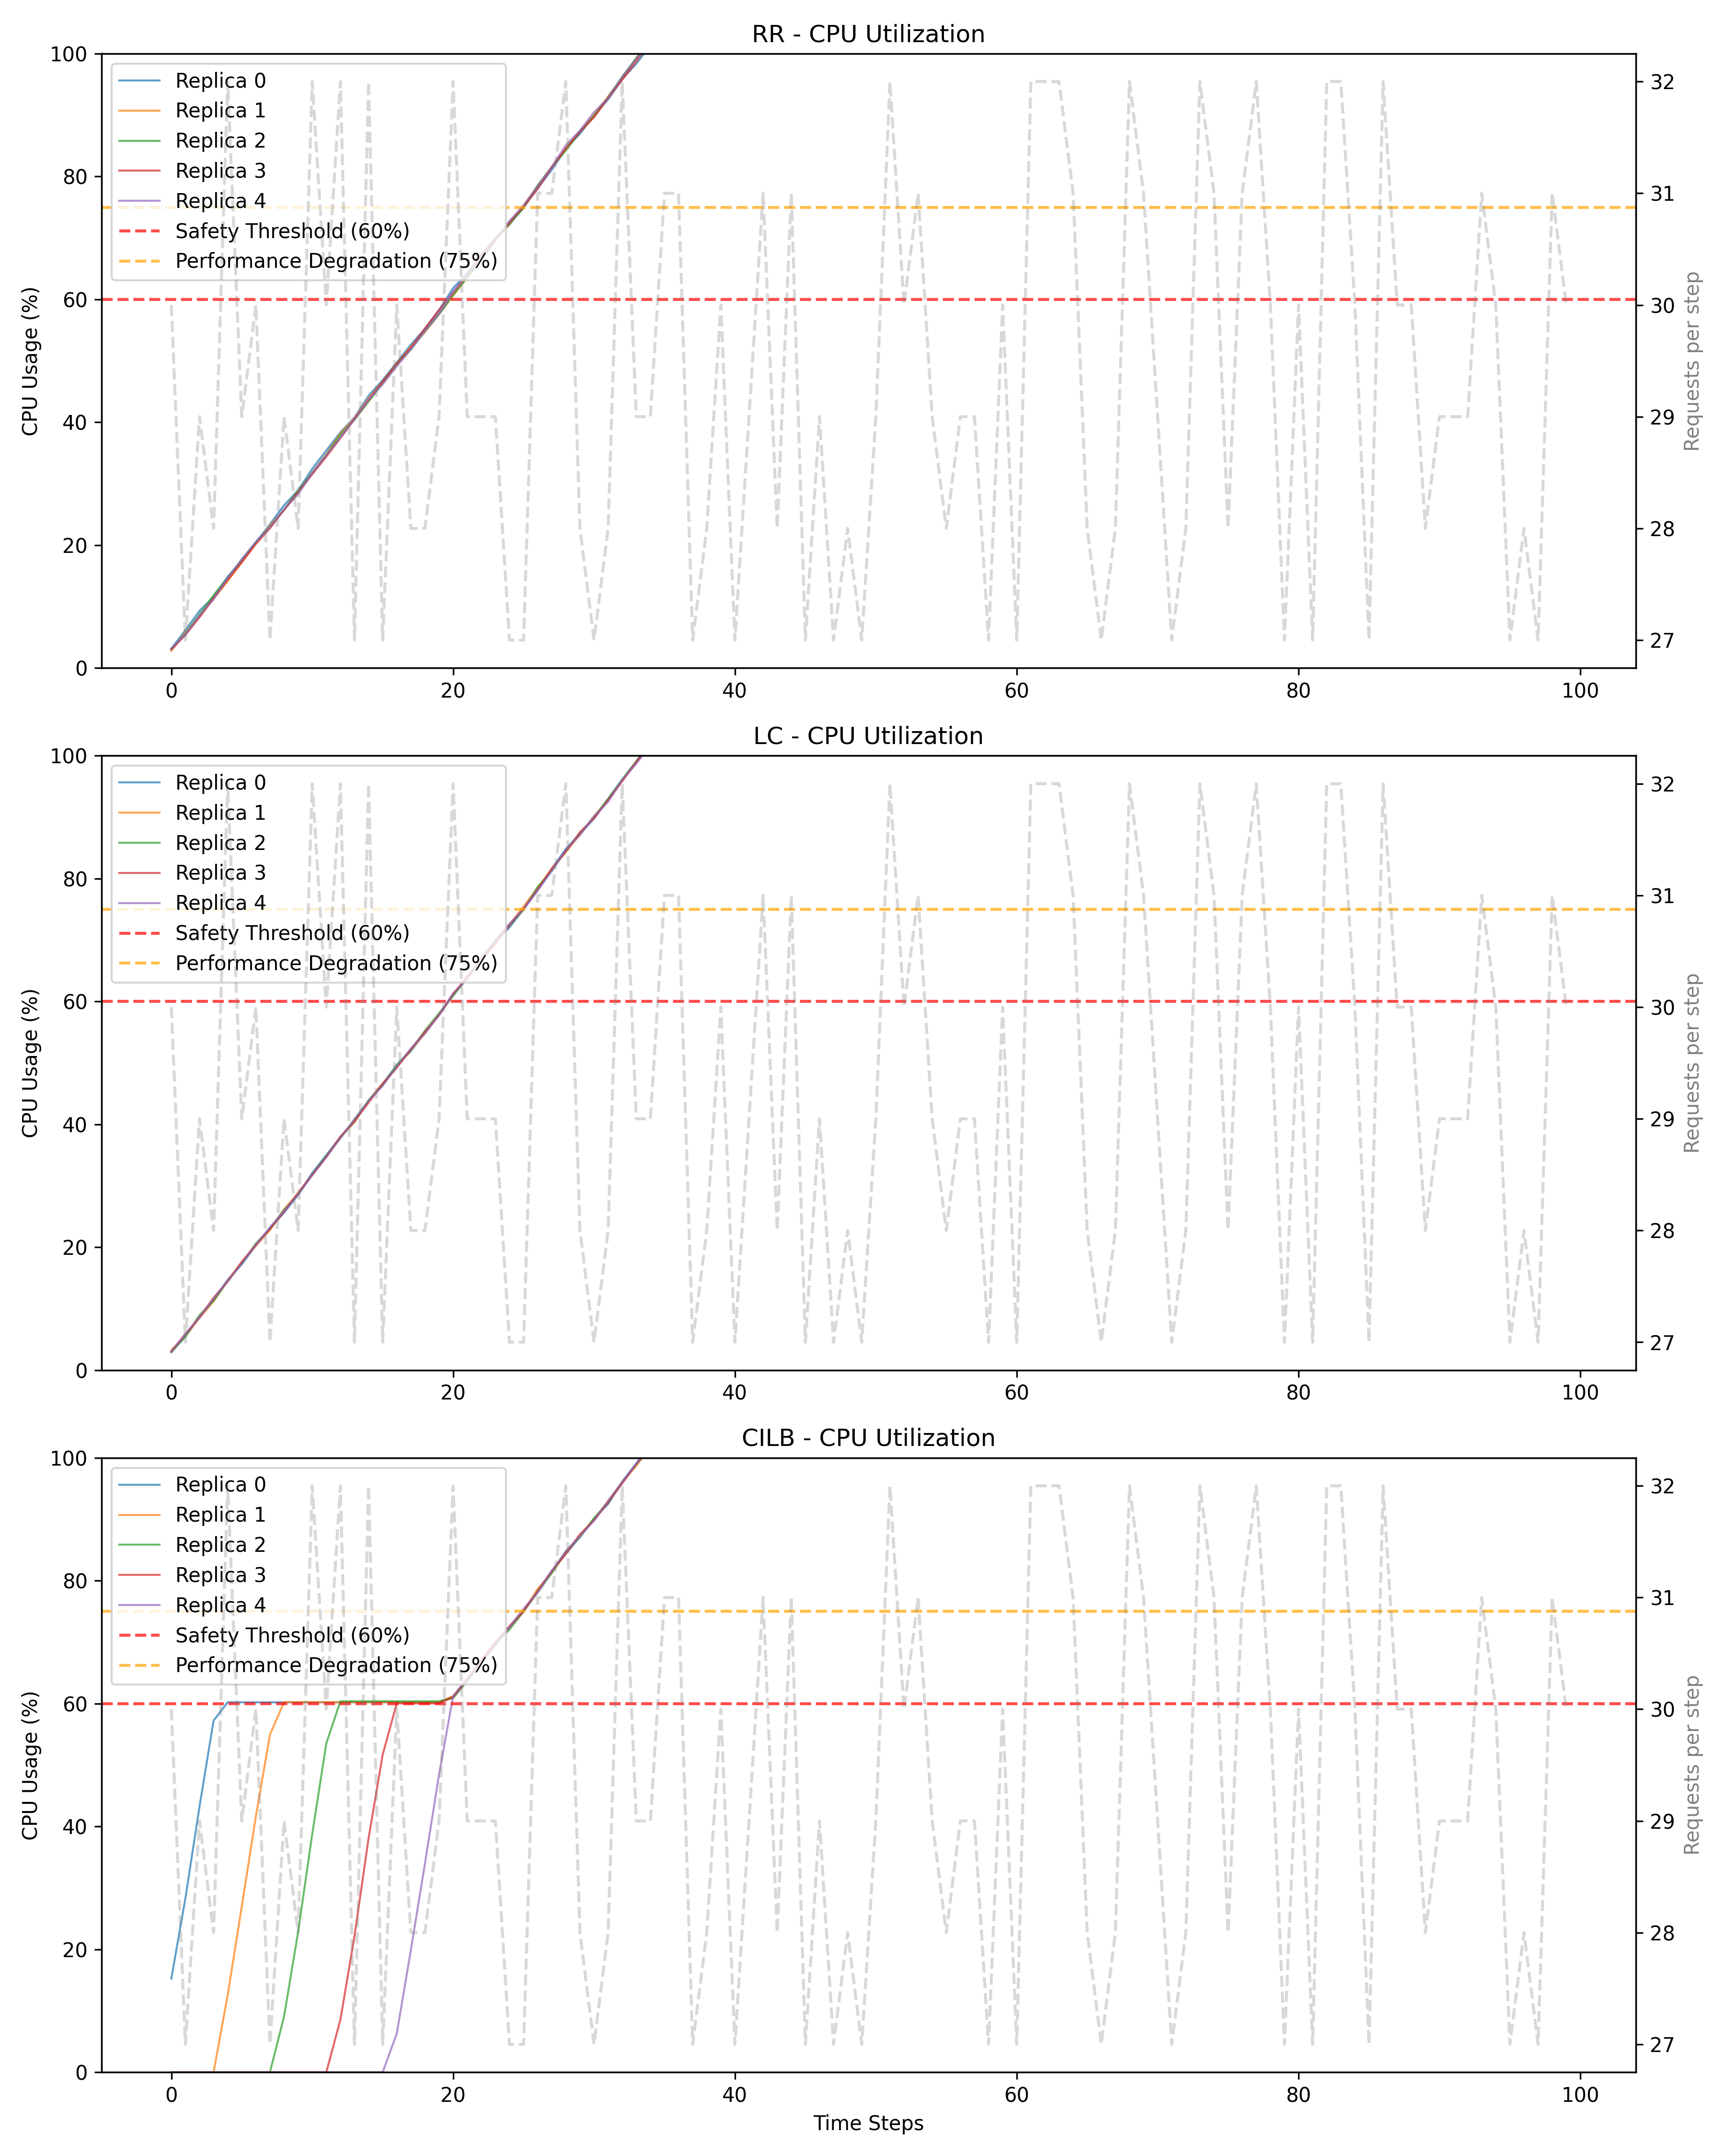 RR - CPU Utilization
100
80
60
40
20
0
CPU Usage (%)
Replica 0
Replica 1
Replica 2
Replica 3
Replica 4
Safety Threshold (60%)
Performance Degradation (75%)
32
31
30
29
28
27
Requests per step
0 20 40 60 80 100
LC - CPU Utilization
100
80
60
40
20
0
CPU Usage (%)
Replica 0
Replica 1
Replica 2
Replica 3
Replica 4
Safety Threshold (60%)
Performance Degradation (75%)
32
31
30
29
28
27
Requests per step
0 20 40 60 80 100
CILB - CPU Utilization
100
80
60
40
20
0
CPU Usage (%)
Replica 0
Replica 1
Replica 2
Replica 3
Replica 4
Safety Threshold (60%)
Performance Degradation (75%)
32
31
30
29
28
27
Requests per step
0 20 40 60 80 100
Time Steps